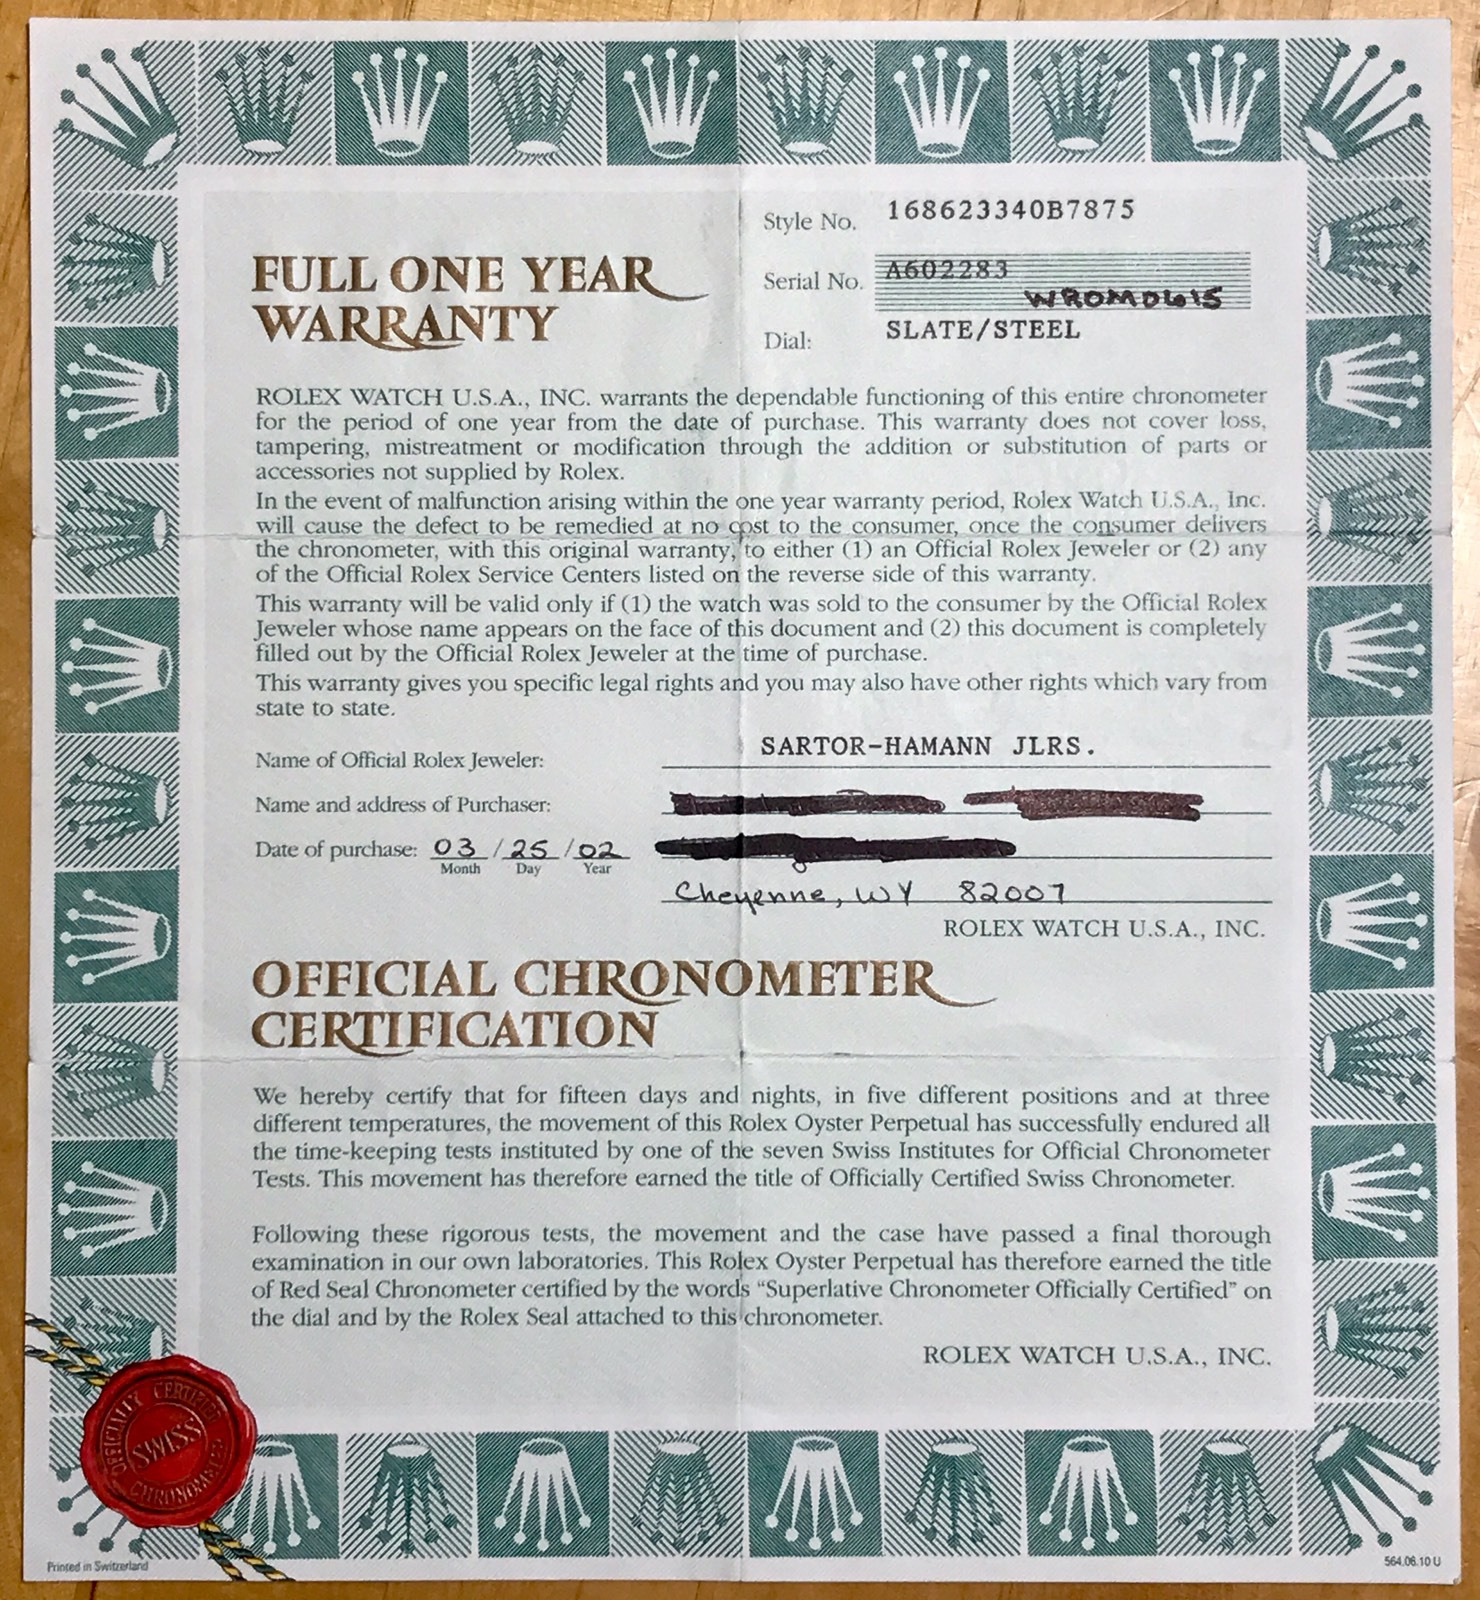 Style No. 168623340B7875
FULL ONE YEAR
WARRANTY
Serial No. A602283
WROMD615
Dial: SLATE/STEEL
ROLEX WATCH U.S.A., INC. warrants the dependable functioning of this entire chronometer
for the period of one year from the date of purchase. This warranty does not cover loss,
tampering, mistreatment or modification through the addition or substitution of parts or
accessories not supplied by Rolex.
In the event of malfunction arising within the one year warranty period, Rolex Watch U.S.A., Inc.
will cause the defect to be remedied at no cost to the consumer, once the consumer delivers
the chronometer, with this original warranty, to either (1) an Official Rolex Jeweler or (2) any
of the Official Rolex Service Centers listed on the reverse side of this warranty.
This warranty will be valid only if (1) the watch was sold to the consumer by the Official Rolex
Jeweler whose name appears on the face of this document and (2) this document is completely
filled out by the Official Rolex Jeweler at the time of purchase.
This warranty gives you specific legal rights and you may also have other rights which vary from
state to state.
Name of Official Rolex Jeweler: SARTOR-HAMANN JLRS.
Name and address of Purchaser:
Date of purchase: 03 / 25 / 02
Month Day Year
Cheyenne, WY 82007
ROLEX WATCH U.S.A., INC.
OFFICIAL CHRONOMETER
CERTIFICATION
We hereby certify that for fifteen days and nights, in five different positions and at three
different temperatures, the movement of this Rolex Oyster Perpetual has successfully endured all
the time-keeping tests instituted by one of the seven Swiss Institutes for Official Chronometer
Tests. This movement has therefore earned the title of Officially Certified Swiss Chronometer.
Following these rigorous tests, the movement and the case have passed a final thorough
examination in our own laboratories. This Rolex Oyster Perpetual has therefore earned the title
of Red Seal Chronometer certified by the words "Superlative Chronometer Officially Certified" on
the dial and by the Rolex Seal attached to this chronometer.
ROLEX WATCH U.S.A., INC.
OFFICIALLY CERTIFIED
SWISS
CHRONOMETER
Printed in Switzerland
564.06.10 U